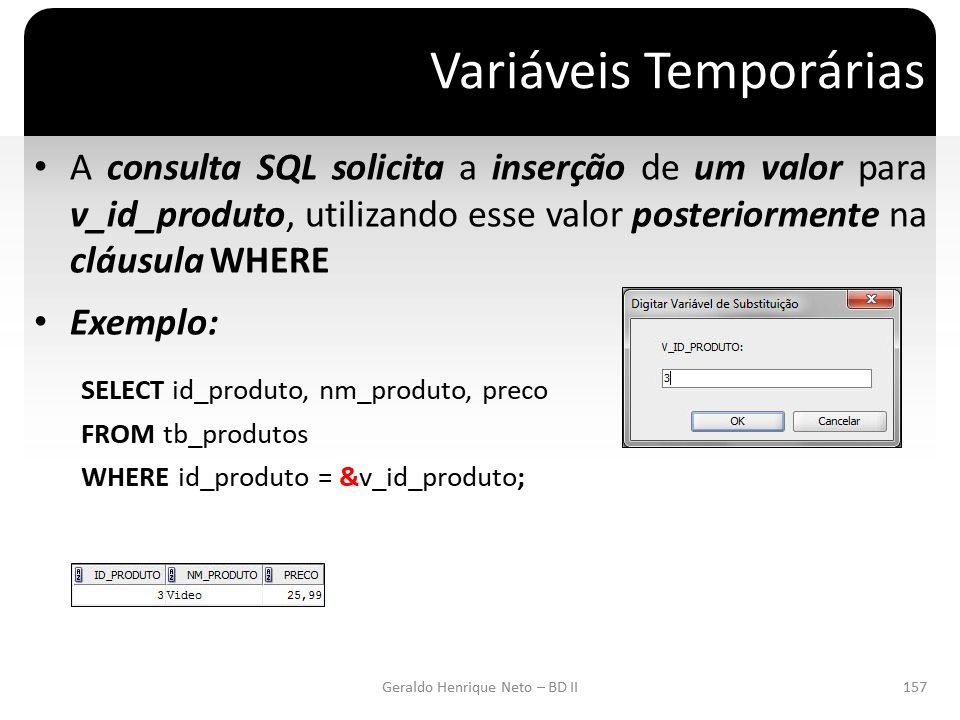 Variáveis Temporárias
• A consulta SQL solicita a inserção de um valor para
v_id_produto, utilizando esse valor posteriormente na
cláusula WHERE
• Exemplo:
Digitar Variável de Substituição
V_ID_PRODUTO:
3
OK Cancelar
SELECT id_produto, nm_produto, preco
FROM tb_produtos
WHERE id_produto = &v_id_produto;
ID_PRODUTO NM_PRODUTO PRECO
3 Video 25,99
Geraldo Henrique Neto – BD II 157